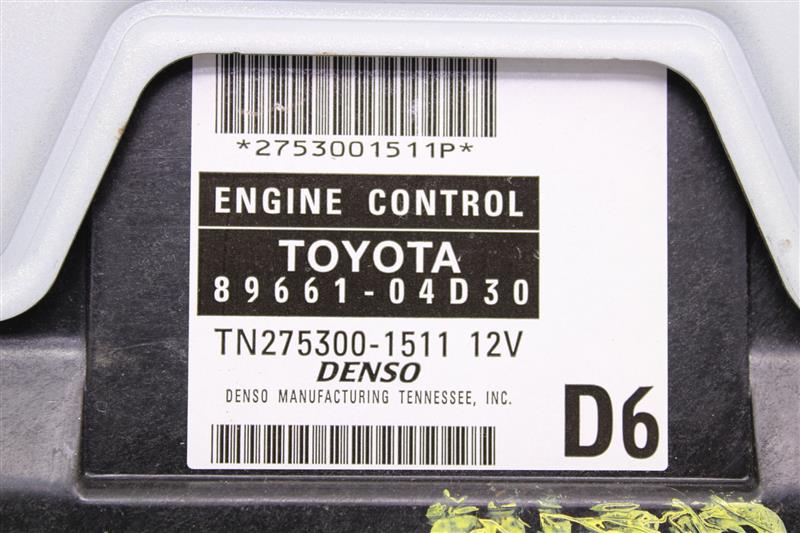 *2753001511P*
ENGINE CONTROL
TOYOTA
89661-04D30
TN275300-1511 12V
DENSO
DENSO MANUFACTURING TENNESSEE, INC.
D6